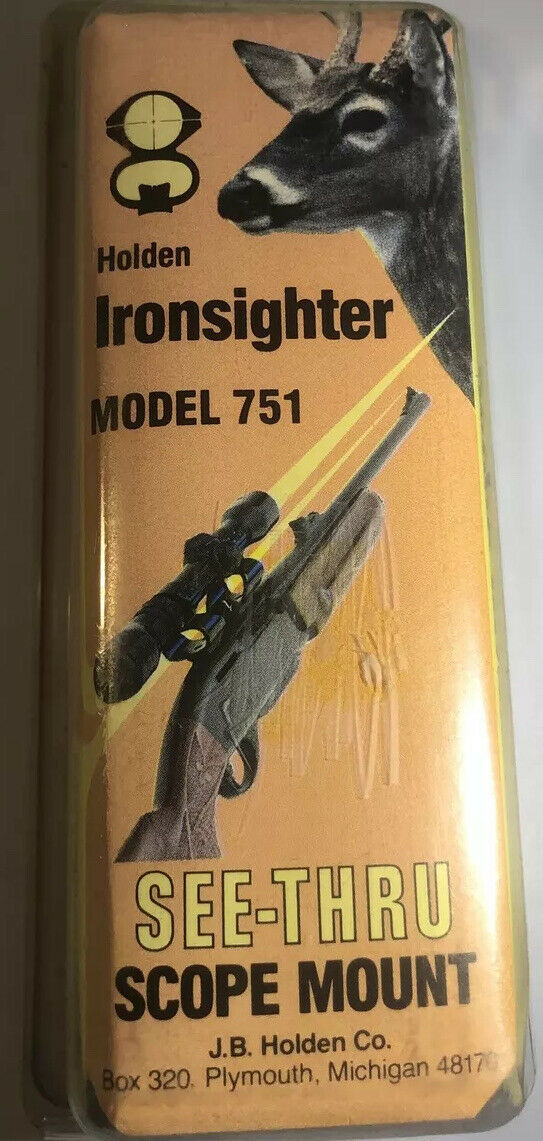 Holden
Ironsighter
MODEL 751
SEE-THRU
SCOPE MOUNT
J.B. Holden Co.
Box 320, Plymouth, Michigan 48170